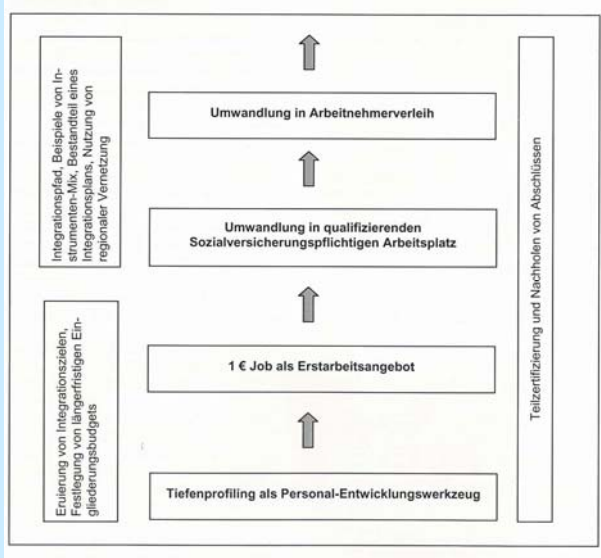 Integrationspfad, Beispiele von In-
strumenten-Mix, Bestandteil eines
Integrationsplans, Nutzung von
regionaler Vernetzung
Umwandlung in Arbeitnehmerverleih
Umwandlung in qualifizierenden
Sozialversicherungspflichtigen Arbeitsplatz
Eruierung von Integrationszielen,
Festlegung von längerfristigen Ein-
gliederungsbudgets
1 € Job als Erstarbeitsangebot
Tiefenprofiling als Personal-Entwicklungswerkzeug
Teilzertifizierung und Nachholen von Abschlüssen